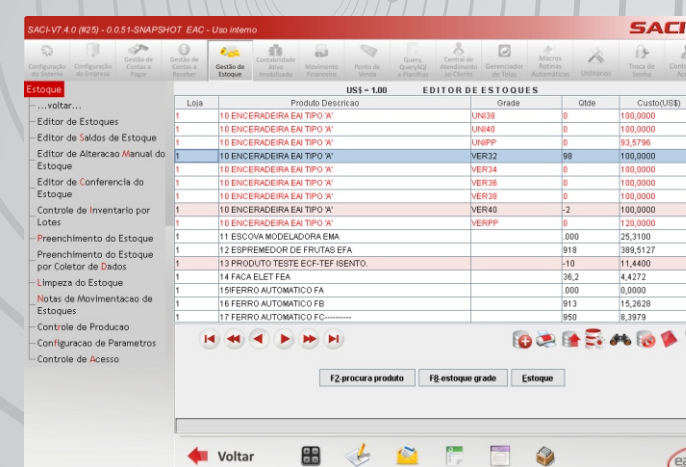 SACI-V7.4.0 (#25) - 0.0.51-SNAPSHOT EAC - Uso interno
SACI
Configuração do Sistema
Configuração da Empresa
Gestão de Contas a Pagar
Gestão de Contas a Receber
Gestão de Estoque
Contabilidade Ativo Imobilizado
Movimento Financeiro
Ponto de Venda
Query QuerySQl e Planilhas
Central de Atendimento ao Cliente
Gerenciador de Telas
Macros Rotinas Automáticas
Utilitários
Troca de Senha
Estoque
...voltar...
Editor de Estoques
Editor de Saldos de Estoque
Editor de Alteracao Manual do Estoque
Editor de Conferencia do Estoque
Controle de Inventario por Lotes
Preenchimento do Estoque
Preenchimento do Estoque por Coletor de Dados
Limpeza do Estoque
Notas de Movimentacao de Estoques
Controle de Producao
Configuracao de Parametros
Controle de Acesso
US$ = 1.00 EDITOR DE ESTOQUES
Loja Produto Descricao Grade Qtde Custo(US$)
1 10 ENCERADEIRA EAI TIPO 'A' UNI38 0 100,0000
1 10 ENCERADEIRA EAI TIPO 'A' UNI40 0 100,0000
1 10 ENCERADEIRA EAI TIPO 'A' UNIPP 0 93,5796
1 10 ENCERADEIRA EAI TIPO 'A' VER32 98 100,0000
1 10 ENCERADEIRA EAI TIPO 'A' VER34 0 100,0000
1 10 ENCERADEIRA EAI TIPO 'A' VER36 0 100,0000
1 10 ENCERADEIRA EAI TIPO 'A' VER38 0 100,0000
1 10 ENCERADEIRA EAI TIPO 'A' VER40 -2 100,0000
1 10 ENCERADEIRA EAI TIPO 'A' VERPP 0 120,0000
1 11 ESCOVA MODELADORA EMA .000 25,3100
1 12 ESPREMEDOR DE FRUTAS EFA 918 389,5127
1 13 PRODUTO TESTE ECF-TEF ISENTO. -10 11,4400
1 14 FACA ELET FEA 36,2 4,4272
1 15IFERRO AUTOMATICO FA .000 0,0000
1 16 FERRO AUTOMATICO FB 913 15,2628
1 17 FERRO AUTOMATICO FC---------- 950 8,3979
F2-procura produto F8-estoque grade Estoque
Voltar